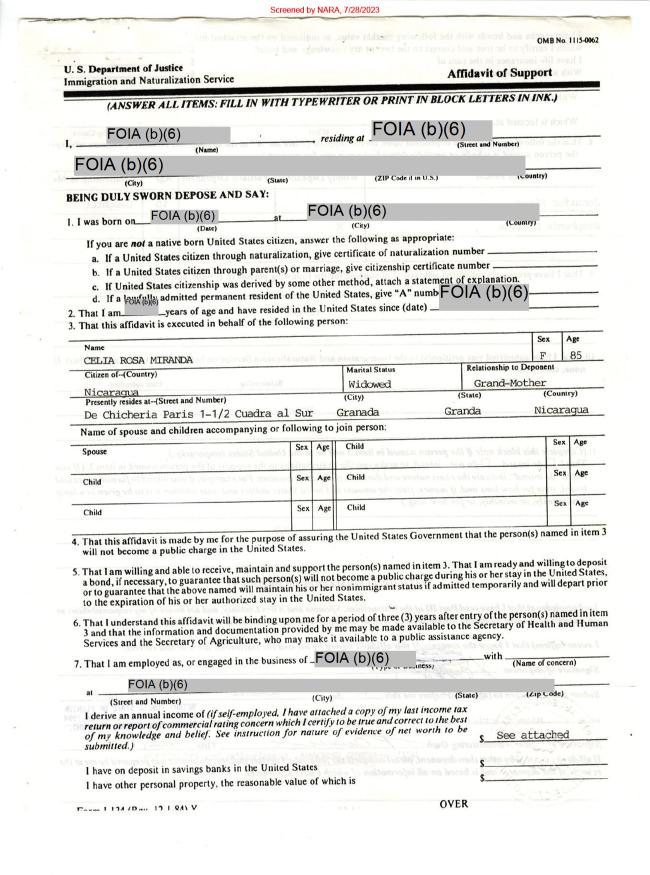 Screened by NARA, 7/28/2023
OMB No. 1115-0062
U. S. Department of Justice
Immigration and Naturalization Service
Affidavit of Support
(ANSWER ALL ITEMS: FILL IN WITH TYPEWRITER OR PRINT IN BLOCK LETTERS IN INK.)
I, FOIA (b)(6) residing at FOIA (b)(6)
(Name) (Street and Number)
FOIA (b)(6)
(City) (State) (ZIP Code if in U.S.) (Country)
BEING DULY SWORN DEPOSE AND SAY:
1. I was born on FOIA (b)(6) at FOIA (b)(6)
(Date) (City) (Country)
If you are not a native born United States citizen, answer the following as appropriate:
a. If a United States citizen through naturalization, give certificate of naturalization number
b. If a United States citizen through parent(s) or marriage, give citizenship certificate number
c. If United States citizenship was derived by some other method, attach a statement of explanation.
d. If a lawfully admitted permanent resident of the United States, give "A" numb FOIA (b)(6)
2. That I am FOIA (b)(6) years of age and have resided in the United States since (date)
3. That this affidavit is executed in behalf of the following person:
Name Sex Age
CELIA ROSA MIRANDA F 85
Citizen of--(Country) Marital Status Relationship to Deponent
Nicaragua Widowed Grand-Mother
Presently resides at--(Street and Number) (City) (State) (Country)
De Chicheria Paris 1-1/2 Cuadra al Sur Granada Granda Nicaragua
Name of spouse and children accompanying or following to join person:
Spouse Sex Age Child Sex Age
Child Sex Age Child Sex Age
Child Sex Age Child Sex Age
4. That this affidavit is made by me for the purpose of assuring the United States Government that the person(s) named in item 3
will not become a public charge in the United States.
5. That I am willing and able to receive, maintain and support the person(s) named in item 3. That I am ready and willing to deposit
a bond, if necessary, to guarantee that such person(s) will not become a public charge during his or her stay in the United States,
or to guarantee that the above named will maintain his or her nonimmigrant status if admitted temporarily and will depart prior
to the expiration of his or her authorized stay in the United States.
6. That I understand this affidavit will be binding upon me for a period of three (3) years after entry of the person(s) named in item
3 and that the information and documentation provided by me may be made available to the Secretary of Health and Human
Services and the Secretary of Agriculture, who may make it available to a public assistance agency.
7. That I am employed as, or engaged in the business of FOIA (b)(6) with
(Name of concern)
at FOIA (b)(6)
(Street and Number) (City) (State) (Zip Code)
I derive an annual income of (if self-employed, I have attached a copy of my last income tax
return or report of commercial rating concern which I certify to be true and correct to the best
of my knowledge and belief. See instruction for nature of evidence of net worth to be
submitted.) $ See attached
I have on deposit in savings banks in the United States $
I have other personal property, the reasonable value of which is $
OVER